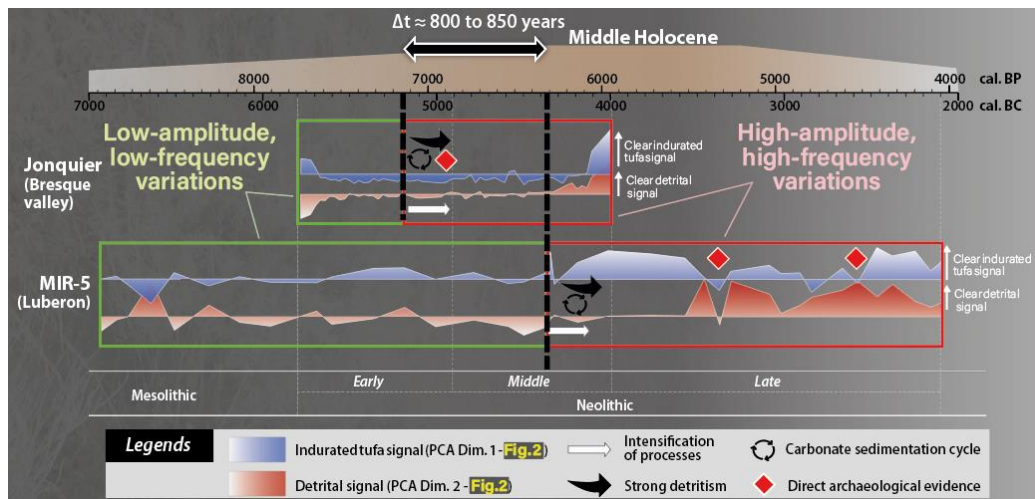 Δt ≈ 800 to 850 years
Middle Holocene
8000 7000 6000 5000 4000 cal. BP
7000 6000 5000 4000 3000 2000 cal. BC
Low-amplitude,
low-frequency
variations
High-amplitude,
high-frequency
variations
Jonquier
(Bresque
valley)
Clear indurated
tufa signal
Clear detrital
signal
MIR-5
(Luberon)
Clear indurated
tufa signal
Clear detrital
signal
Early Middle Late
Mesolithic
Neolithic
Legends
Indurated tufa signal (PCA Dim. 1 - Fig.2)
Intensification
of processes
Carbonate sedimentation cycle
Detrital signal (PCA Dim. 2 - Fig.2)
Strong detritism
Direct archaeological evidence